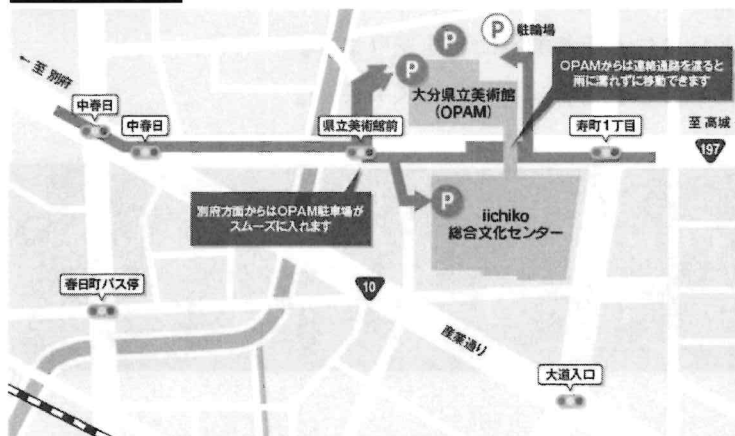 ← 至 別府
中春日
中春日
県立美術館前
P
P
P
駐輪場
大分県立美術館
(OPAM)
OPAMからは連絡通路を渡ると
雨に濡れずに移動できます
寿町1丁目
至 高城
197
別府方面からはOPAM駐車場が
スムーズに入れます
P
iichiko
総合文化センター
春日町バス停
10
産業通り
大道入口